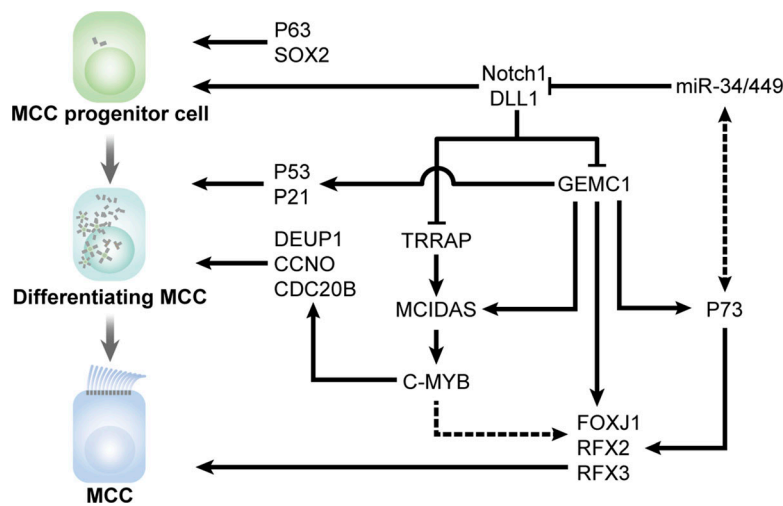 P63
SOX2
Notch1
DLL1
miR-34/449
MCC progenitor cell
P53
P21
GEMC1
DEUP1
CCNO
CDC20B
TRRAP
Differentiating MCC
MCIDAS
P73
C-MYB
FOXJ1
RFX2
RFX3
MCC